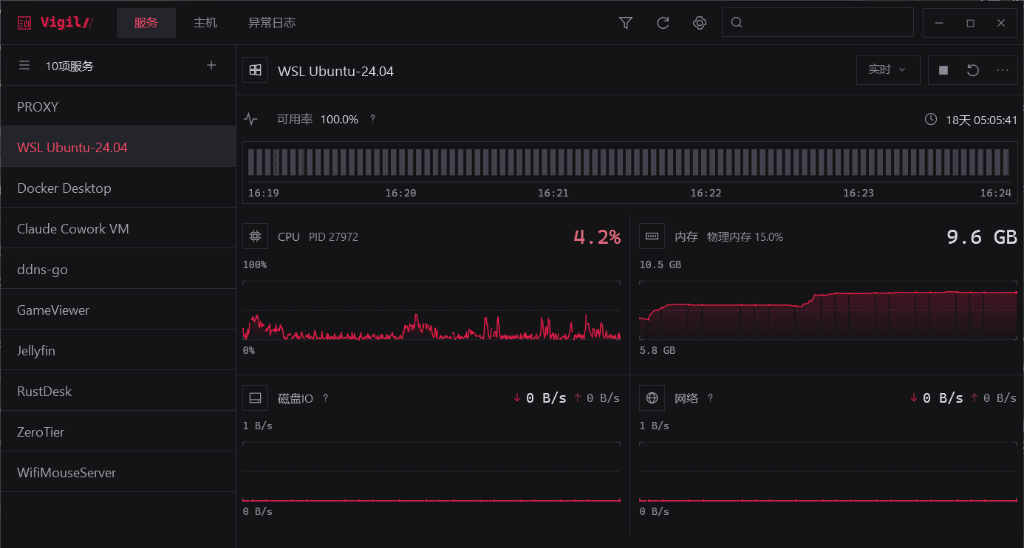 Vigil 服务 主机 异常日志
10项服务 +
PROXY
WSL Ubuntu-24.04
Docker Desktop
Claude Cowork VM
ddns-go
GameViewer
Jellyfin
RustDesk
ZeroTier
WifiMouseServer
WSL Ubuntu-24.04 实时
可用率 100.0% ? 18天 05:05:41
16:19 16:20 16:21 16:22 16:23 16:24
CPU PID 27972 4.2%
100%
0%
内存 物理内存 15.0% 9.6 GB
10.5 GB
5.8 GB
磁盘IO ? ↓ 0 B/s ↑ 0 B/s
1 B/s
0 B/s
网络 ? ↓ 0 B/s ↑ 0 B/s
1 B/s
0 B/s